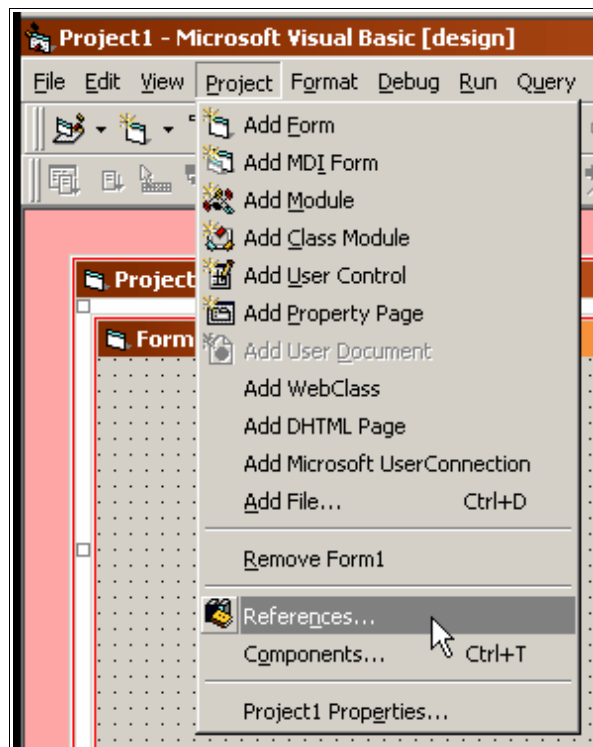 Project1 - Microsoft Visual Basic [design]
File Edit View Project Format Debug Run Query
Add Form
Add MDI Form
Add Module
Add Class Module
Project
Add User Control
Add Property Page
Form
Add User Document
Add WebClass
Add DHTML Page
Add Microsoft UserConnection
Add File... Ctrl+D
Remove Form1
References...
Components... Ctrl+T
Project1 Properties...